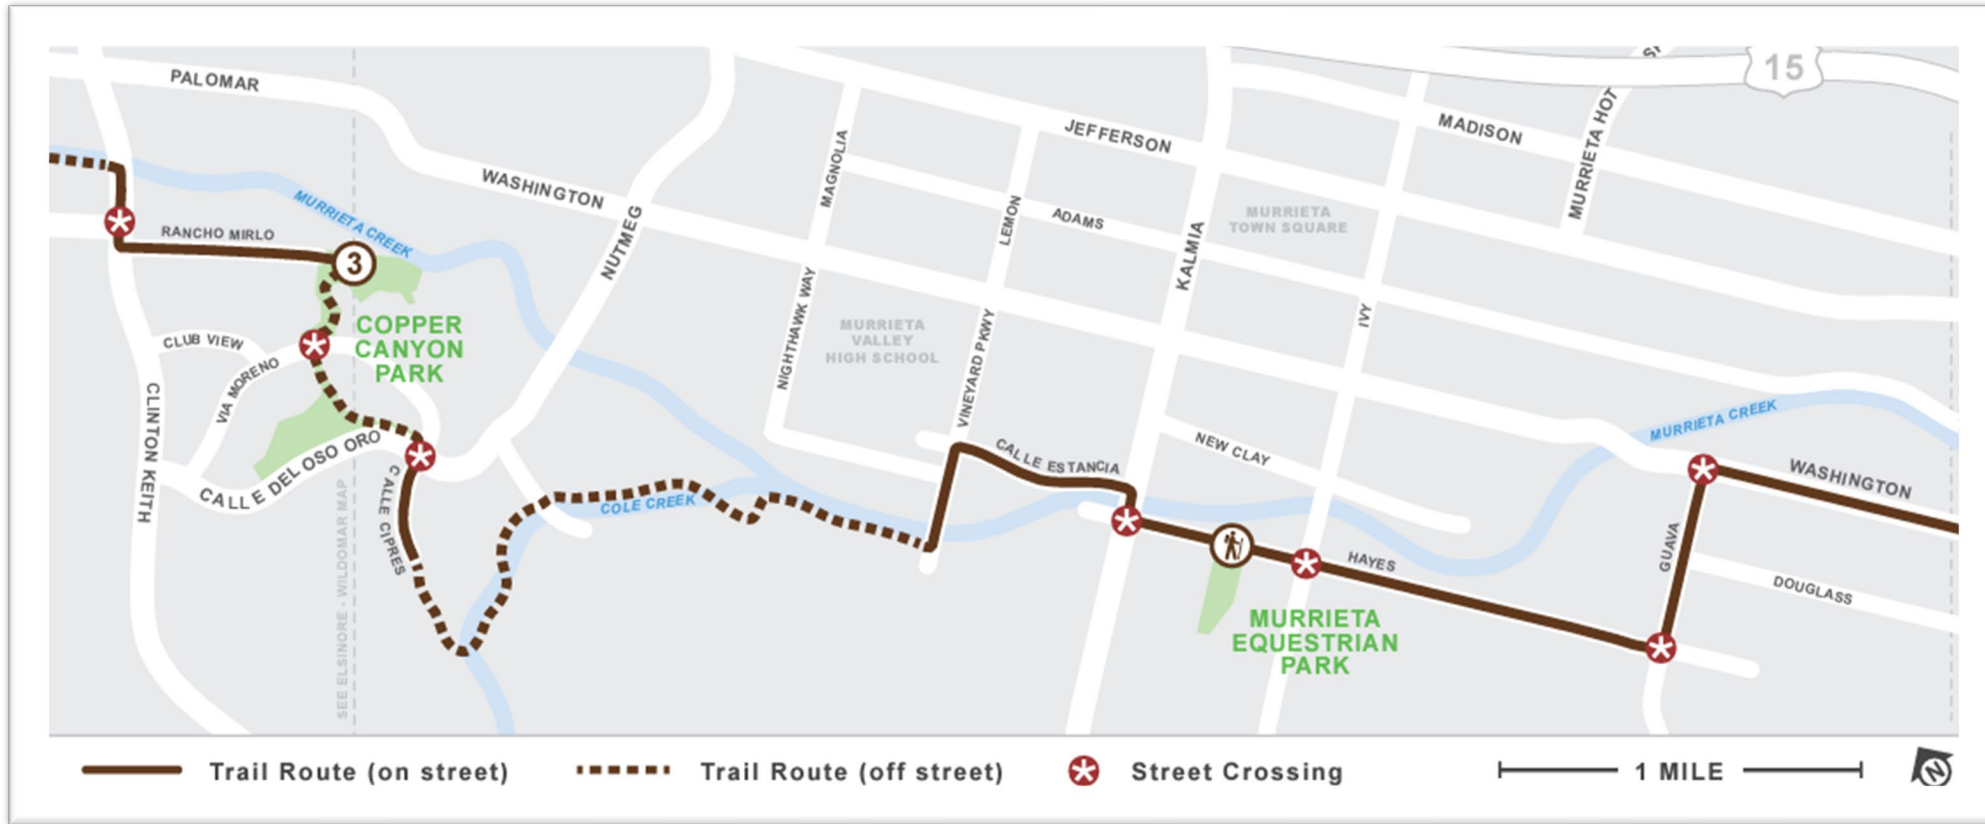 PALOMAR
WASHINGTON
MURRIETA CREEK
RANCHO MIRLO
3
COPPER
CANYON
PARK
CLUB VIEW
VIA MORENO
CLINTON KEITH
CALLE DEL OSO ORO
CALLE CIPRES
SEE ELSINORE - WILDOMAR MAP
NUTMEG
MAGNOLIA
NIGHTHAWK WAY
MURRIETA
VALLEY
HIGH SCHOOL
LEMON
VINEYARD PKWY
JEFFERSON
ADAMS
KALMIA
MURRIETA
TOWN SQUARE
IVY
MADISON
MURRIETA HOT
15
COLE CREEK
CALLE ESTANCIA
NEW CLAY
HAYES
MURRIETA
EQUESTRIAN
PARK
MURRIETA CREEK
WASHINGTON
GUAVA
DOUGLASS
Trail Route (on street)
Trail Route (off street)
Street Crossing
1 MILE
N